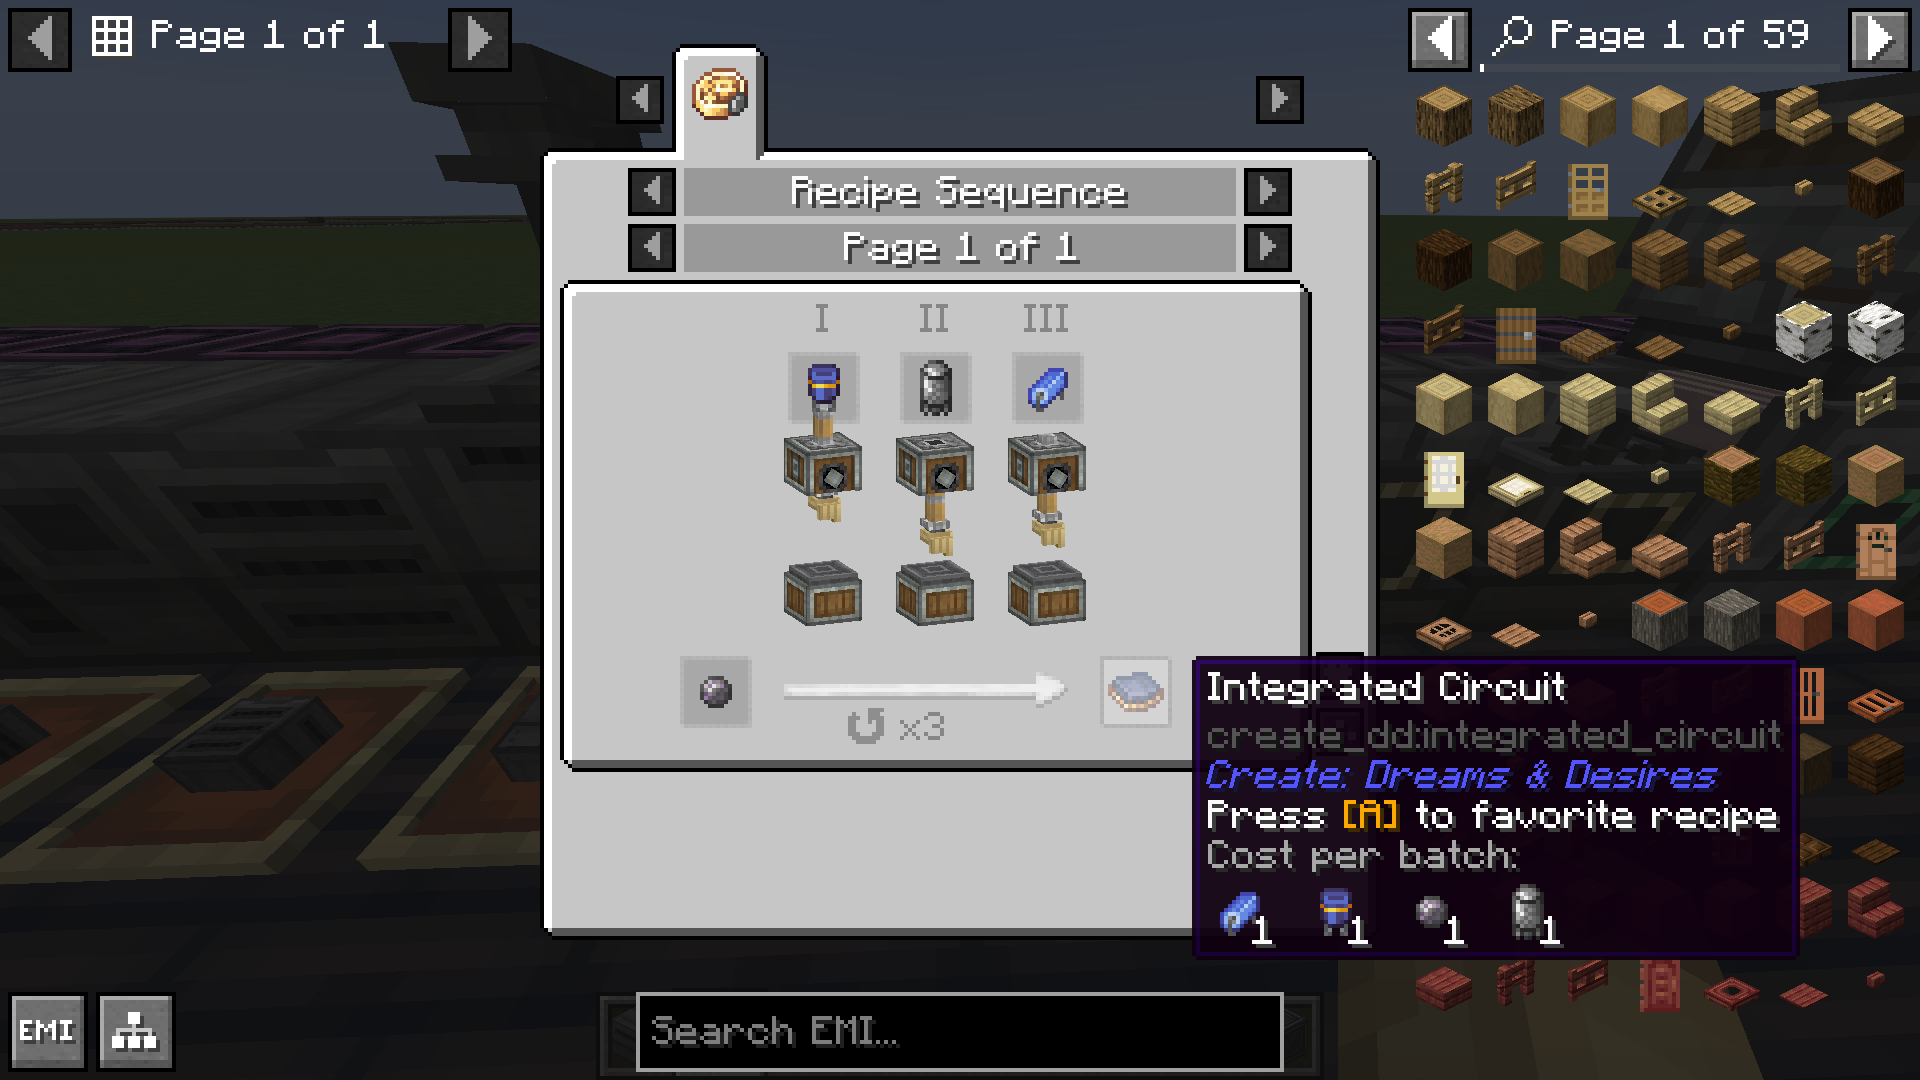 Page 1 of 1
Page 1 of 59
Recipe Sequence
Page 1 of 1
I II III
x3
Integrated Circuit
create_dd:integrated_circuit
Create: Dreams & Desires
Press [A] to favorite recipe
Cost per batch:
1 1 1 1
EMI
Search EMI...